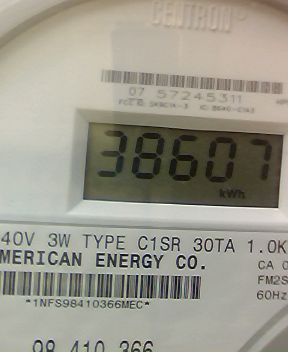 CENTRON®
07 57245311
38607
kWh
40V 3W TYPE C1SR 30TA 1.0K
MERICAN ENERGY CO.
CA 0
FM2S
60Hz
*1NFS98410366MEC*
98 410 366